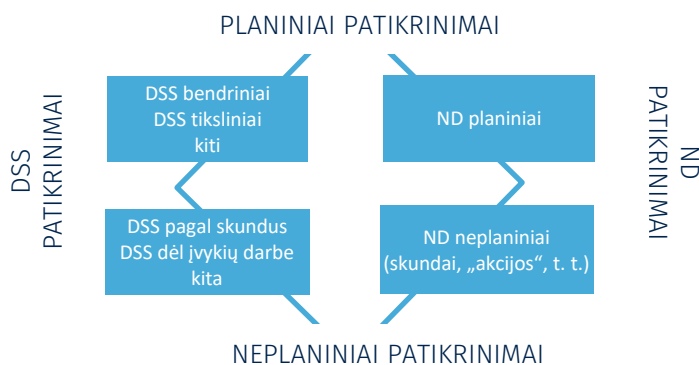 PLANINIAI PATIKRINIMAI
DSS
PATIKRINIMAI
DSS bendriniai
DSS tiksliniai
kiti
ND planiniai
ND
PATIKRINIMAI
DSS pagal skundus
DSS dėl įvykių darbe
kita
ND neplaniniai
(skundai, „akcijos“, t. t.)
NEPLANINIAI PATIKRINIMAI